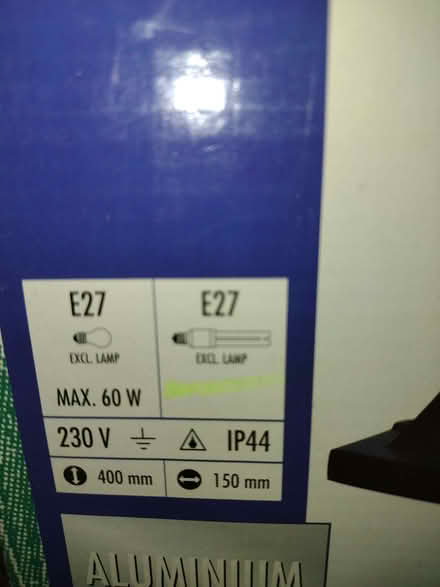 E27
EXCL. LAMP
MAX. 60 W
E27
EXCL. LAMP
230 V
IP44
400 mm
150 mm
ALUMINIUM